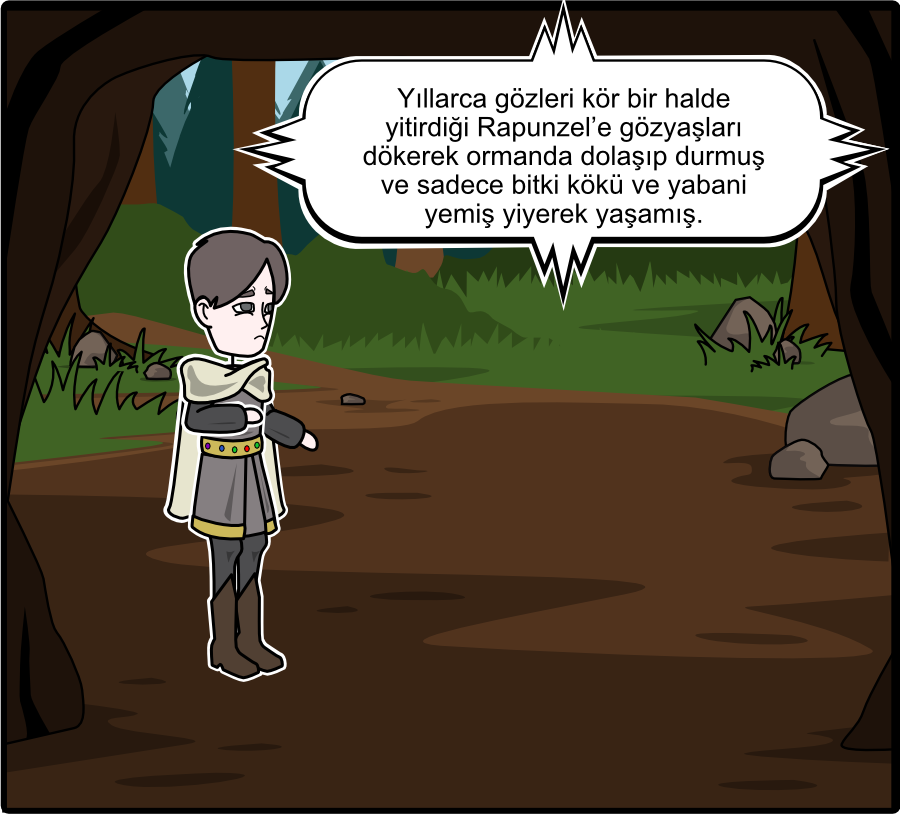 Yıllarca gözleri kör bir halde
yitirdiği Rapunzel’e gözyaşları
dökerek ormanda dolaşıp durmuş
ve sadece bitki kökü ve yabani
yemiş yiyerek yaşamış.